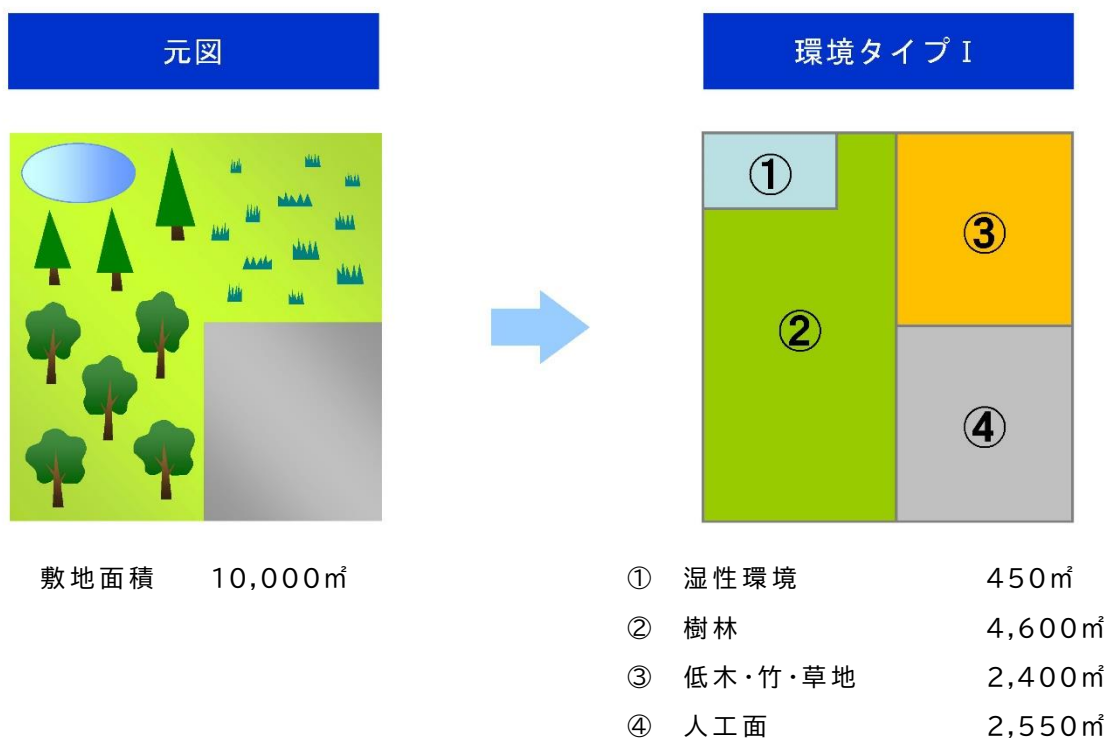 元図
環境タイプⅠ
①
②
③
④
敷地面積 10,000㎡
① 湿性環境 450㎡
② 樹林 4,600㎡
③ 低木・竹・草地 2,400㎡
④ 人工面 2,550㎡